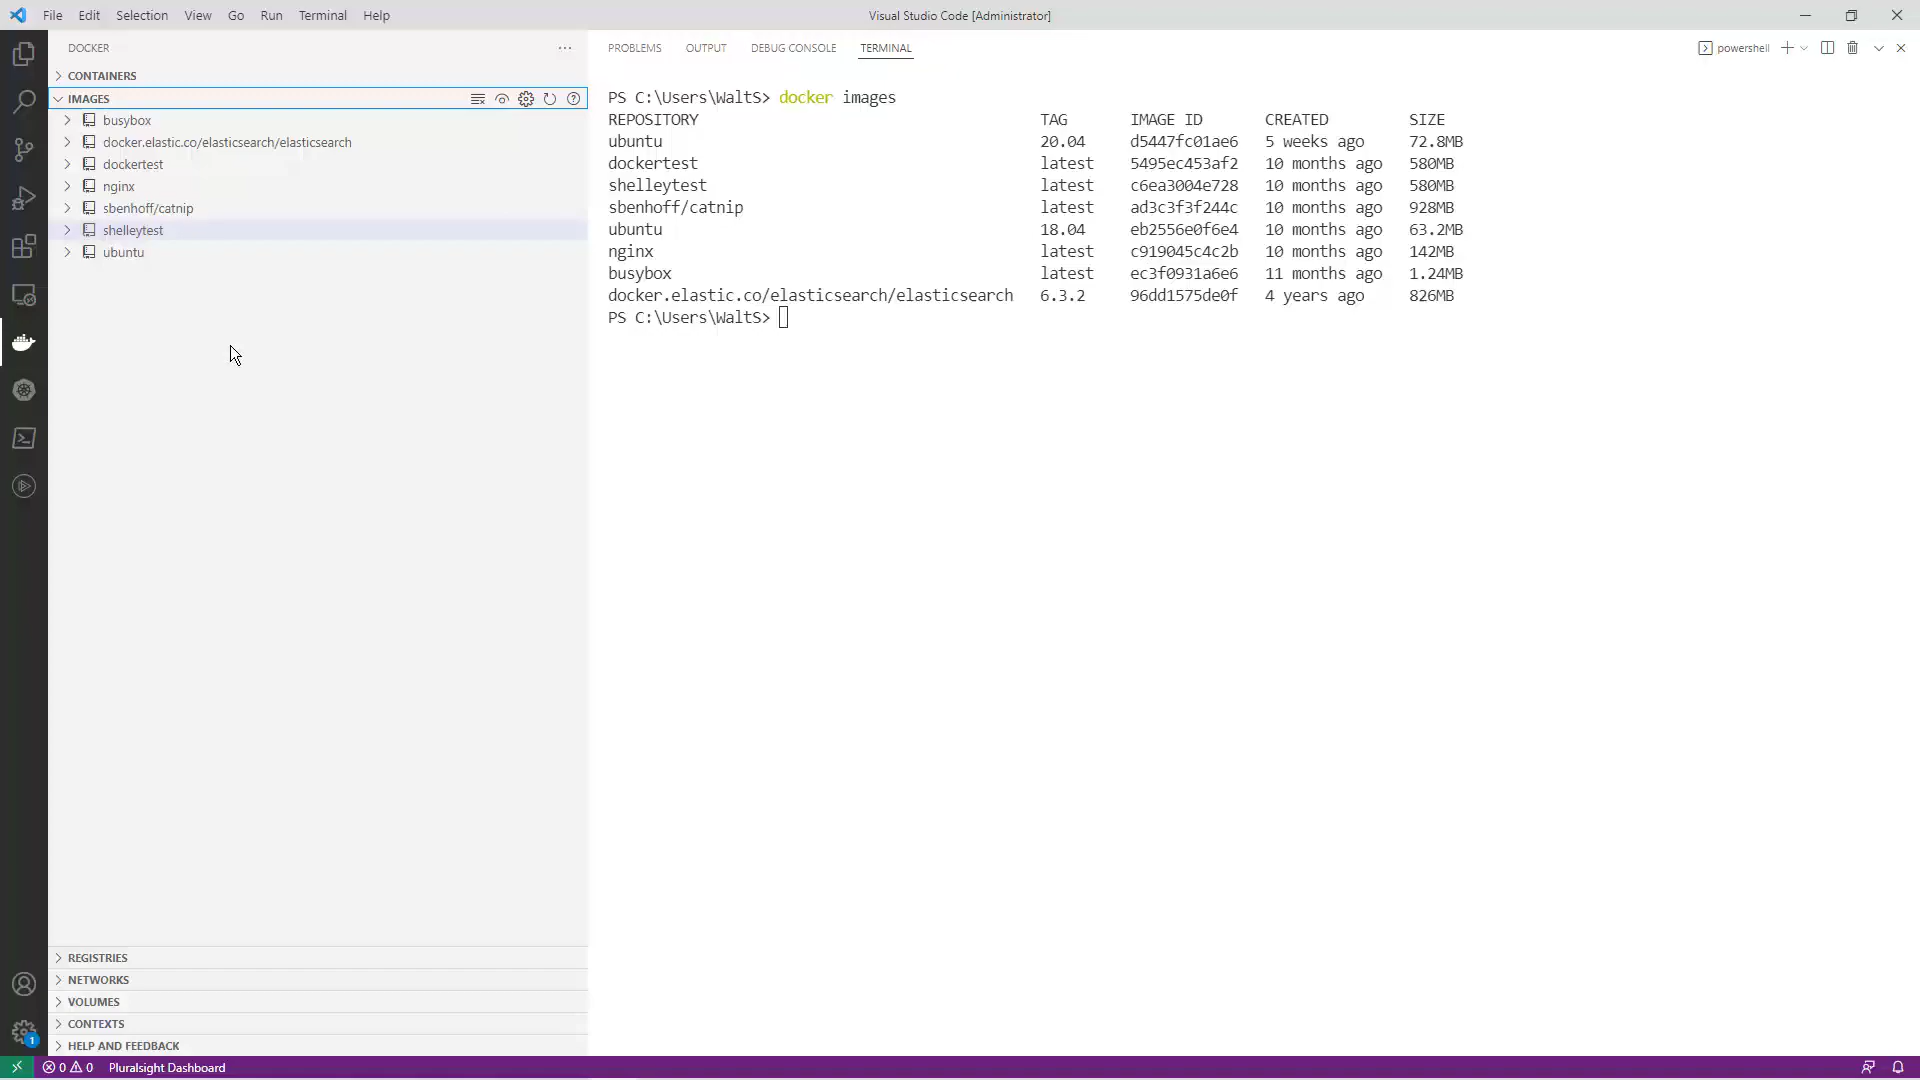 File Edit Selection View Go Run Terminal Help
Visual Studio Code [Administrator]
DOCKER
CONTAINERS
IMAGES
busybox
docker.elastic.co/elasticsearch/elasticsearch
dockertest
nginx
sbenhoff/catnip
shelleytest
ubuntu
REGISTRIES
NETWORKS
VOLUMES
CONTEXTS
HELP AND FEEDBACK
PROBLEMS OUTPUT DEBUG CONSOLE TERMINAL
powershell
PS C:\Users\WaltS> docker images
REPOSITORY TAG IMAGE ID CREATED SIZE
ubuntu 20.04 d5447fc01ae6 5 weeks ago 72.8MB
dockertest latest 5495ec453af2 10 months ago 580MB
shelleytest latest c6ea3004e728 10 months ago 580MB
sbenhoff/catnip latest ad3c3f3f244c 10 months ago 928MB
ubuntu 18.04 eb2556e0f6e4 10 months ago 63.2MB
nginx latest c919045c4c2b 10 months ago 142MB
busybox latest ec3f0931a6e6 11 months ago 1.24MB
docker.elastic.co/elasticsearch/elasticsearch 6.3.2 96dd1575de0f 4 years ago 826MB
PS C:\Users\WaltS>
1
0 0 Pluralsight Dashboard